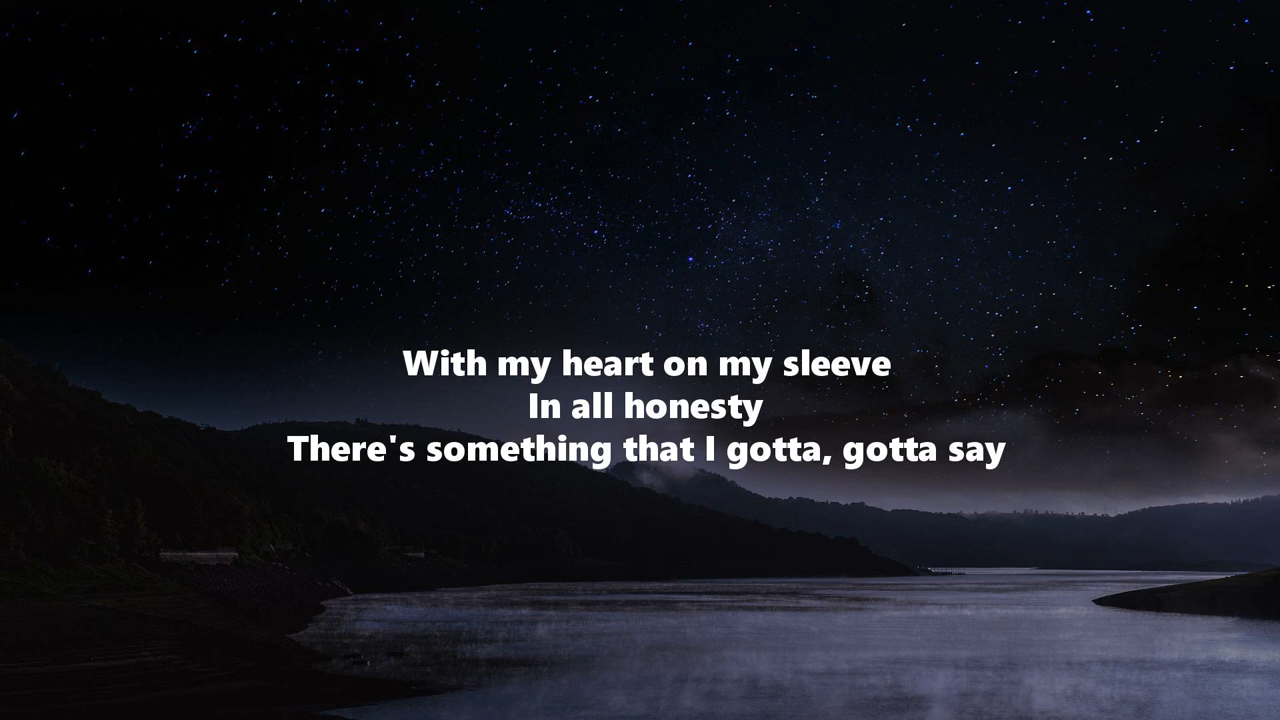 With my heart on my sleeve
In all honesty
There's something that I gotta, gotta say